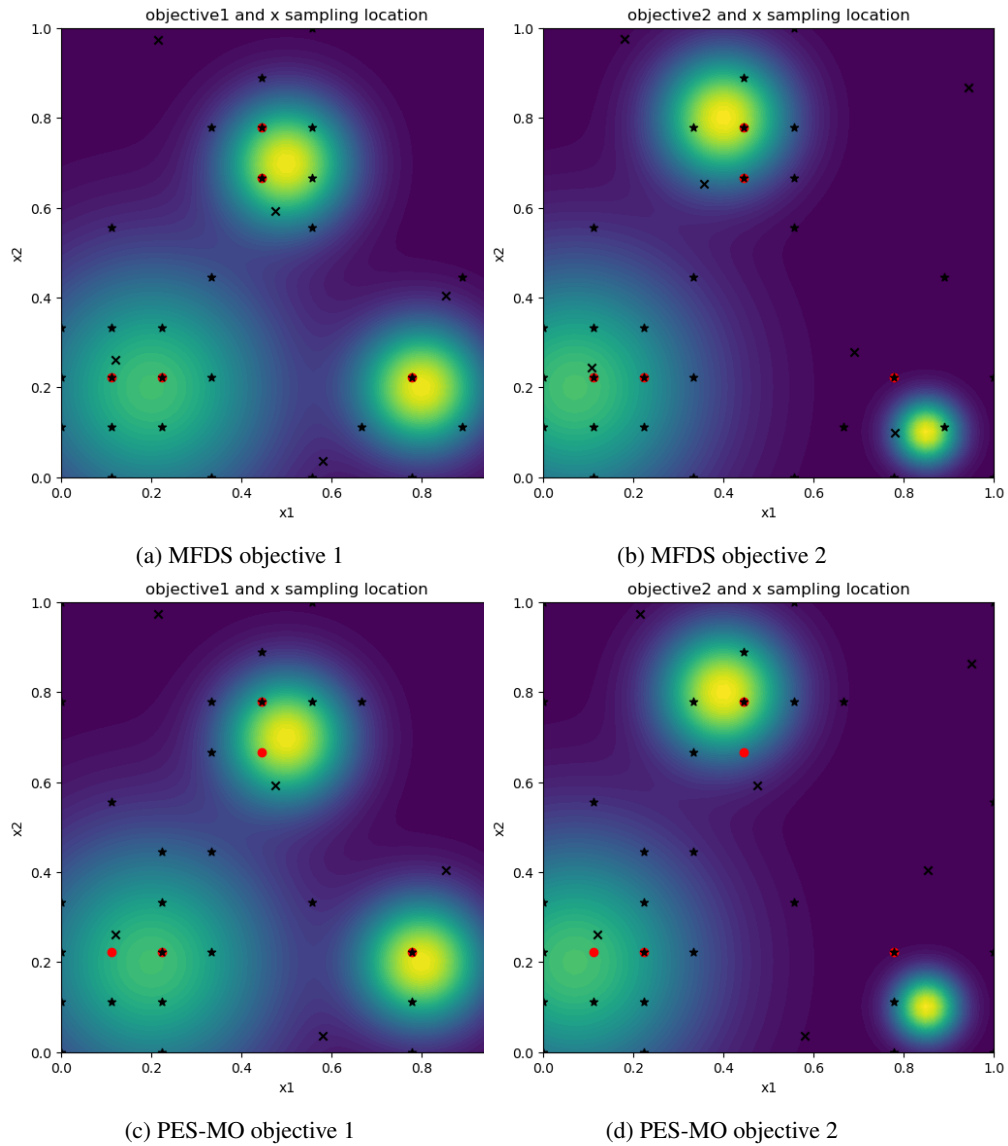 objective1 and x sampling location
1.0
0.8
0.6
0.4
0.2
0.0
x2
0.0 0.2 0.4 0.6 0.8
x1
(a) MFDS objective 1
objective2 and x sampling location
1.0
0.8
0.6
0.4
0.2
0.0
x2
0.0 0.2 0.4 0.6 0.8 1.0
x1
(b) MFDS objective 2
objective1 and x sampling location
1.0
0.8
0.6
0.4
0.2
0.0
x2
0.0 0.2 0.4 0.6 0.8
x1
(c) PES-MO objective 1
objective2 and x sampling location
1.0
0.8
0.6
0.4
0.2
0.0
x2
0.0 0.2 0.4 0.6 0.8 1.0
x1
(d) PES-MO objective 2